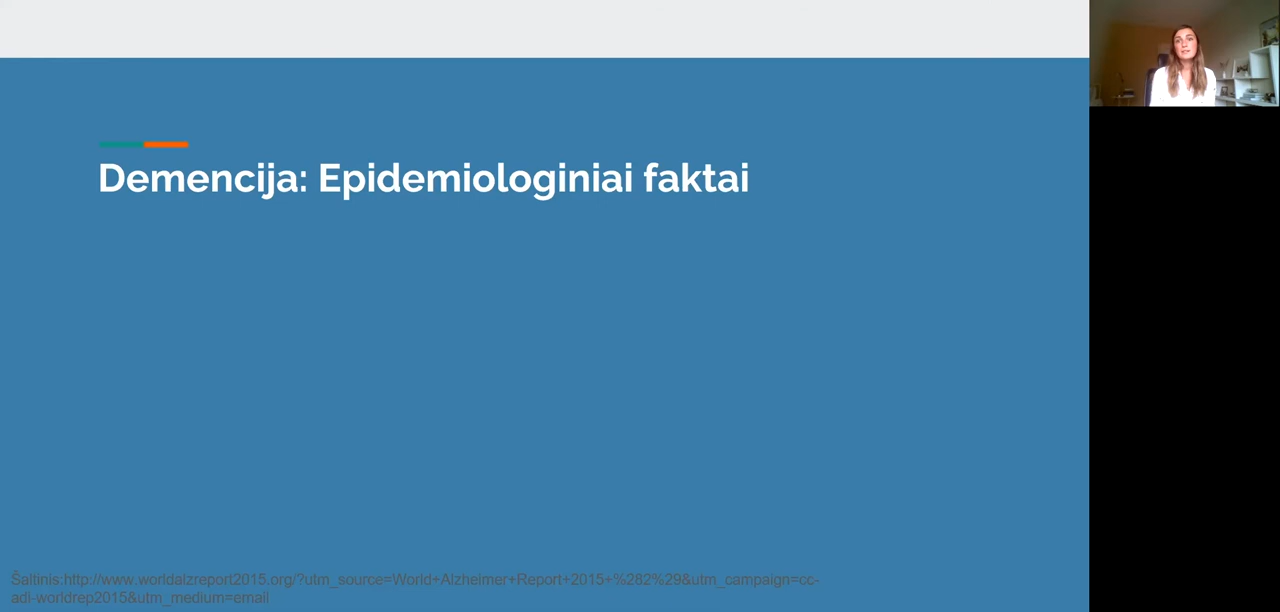 Demencija: Epidemiologiniai faktai
Šaltinis:http://www.worldalzreport2015.org/?utm_source=World+Alzheimer+Report+2015+%282%29&utm_campaign=cc-
adi-worldrep2015&utm_medium=email